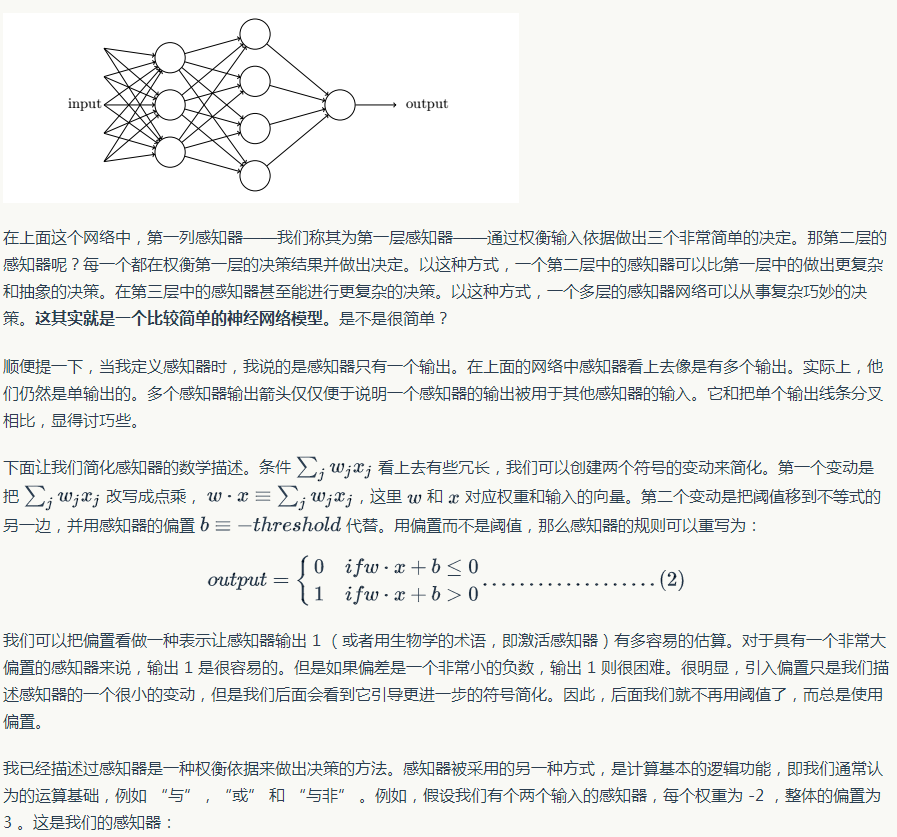 input
output
在上面这个网络中，第一列感知器——我们称其为第一层感知器——通过权衡输入依据做出三个非常简单的决定。那第二层的
感知器呢？每一个都在权衡第一层的决策结果并做出决定。以这种方式，一个第二层中的感知器可以比第一层中的做出更复杂
和抽象的决策。在第三层中的感知器甚至能进行更复杂的决策。以这种方式，一个多层的感知器网络可以从事复杂巧妙的决
策。这其实就是一个比较简单的神经网络模型。是不是很简单？
顺便提一下，当我定义感知器时，我说的是感知器只有一个输出。在上面的网络中感知器看上去像是有多个输出。实际上，他
们仍然是单输出的。多个感知器输出箭头仅仅便于说明一个感知器的输出被用于其他感知器的输入。它和把单个输出线条分叉
相比，显得讨巧些。
下面让我们简化感知器的数学描述。条件 ∑_j w_j x_j 看上去有些冗长，我们可以创建两个符号的变动来简化。第一个变动是
把 ∑_j w_j x_j 改写成点乘， w · x ≡ ∑_j w_j x_j，这里 w 和 x 对应权重和输入的向量。第二个变动是把阈值移到不等式的
另一边，并用感知器的偏置 b ≡ −threshold 代替。用偏置而不是阈值，那么感知器的规则可以重写为：
output = { 0 ifw · x + b ≤ 0
1 ifw · x + b > 0 ....................(2)
我们可以把偏置看做一种表示让感知器输出 1（或者用生物学的术语，即激活感知器）有多容易的估算。对于具有一个非常大
偏置的感知器来说，输出 1 是很容易的。但是如果偏差是一个非常小的负数，输出 1 则很困难。很明显，引入偏置只是我们描
述感知器的一个很小的变动，但是我们后面会看到它引导更进一步的符号简化。因此，后面我们就不再用阈值了，而总是使用
偏置。
我已经描述过感知器是一种权衡依据来做出决策的方法。感知器被采用的另一种方式，是计算基本的逻辑功能，即我们通常认
为的运算基础，例如 “与” ，“或” 和 “与非” 。例如，假设我们有个两个输入的感知器，每个权重为 -2 ，整体的偏置为
3 。这是我们的感知器：